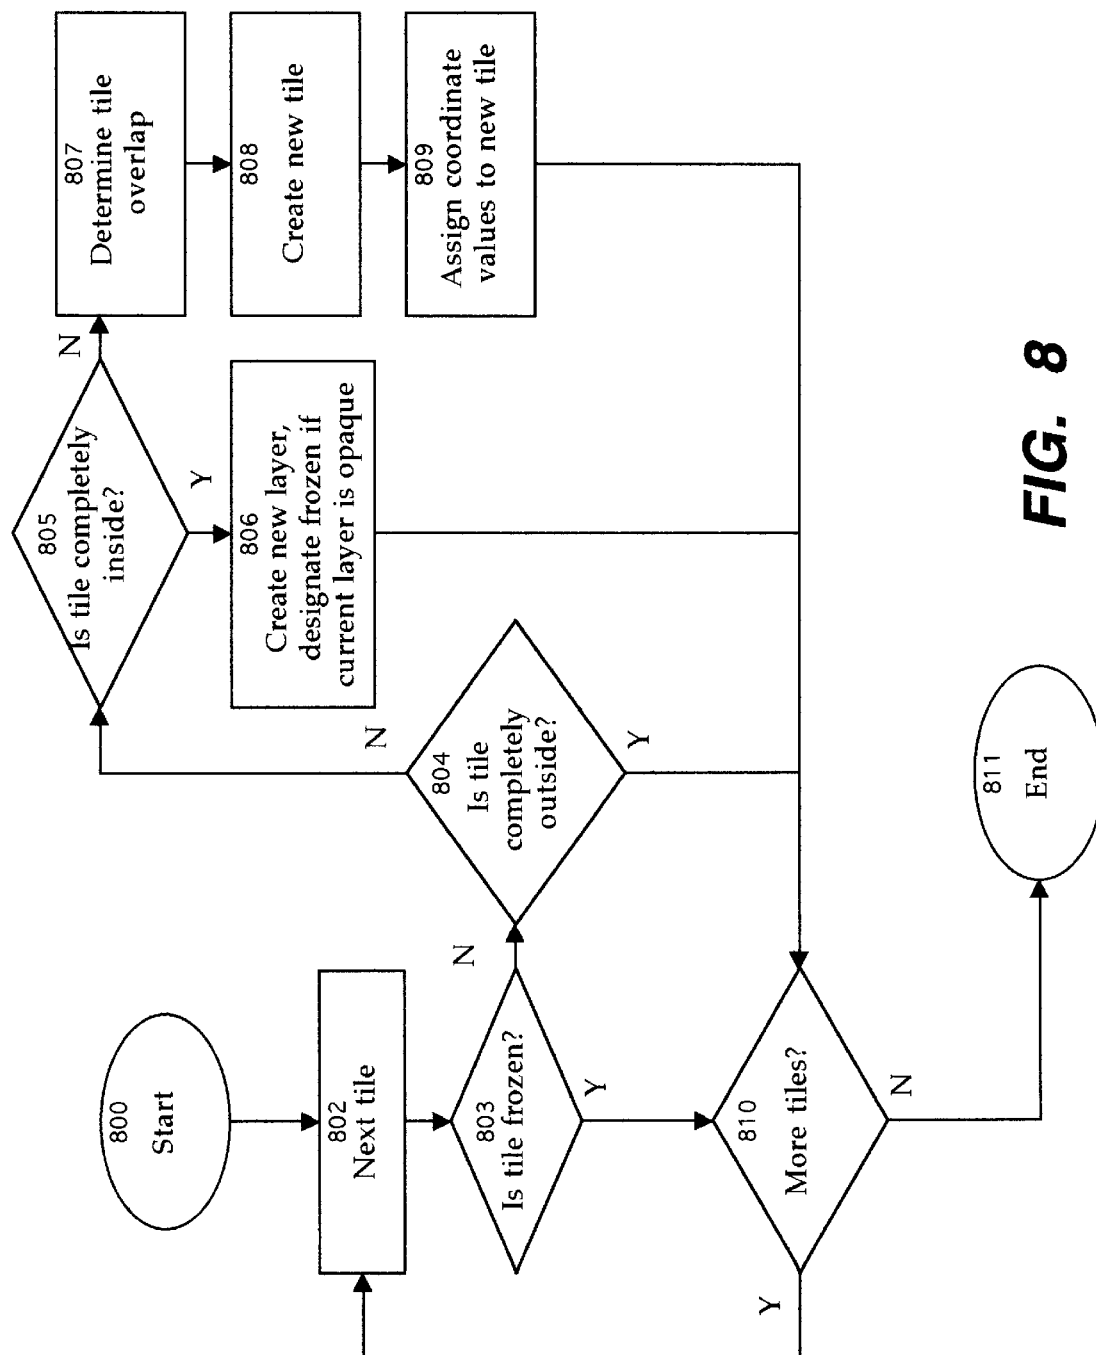 800
Start
802
Next tile
803
Is tile frozen?
N
Y
804
Is tile
completely
outside?
N
Y
805
Is tile completely
inside?
N
Y
806
Create new layer,
designate frozen if
current layer is opaque
807
Determine tile
overlap
808
Create new tile
809
Assign coordinate
values to new tile
810
More tiles?
Y
N
811
End
FIG. 8